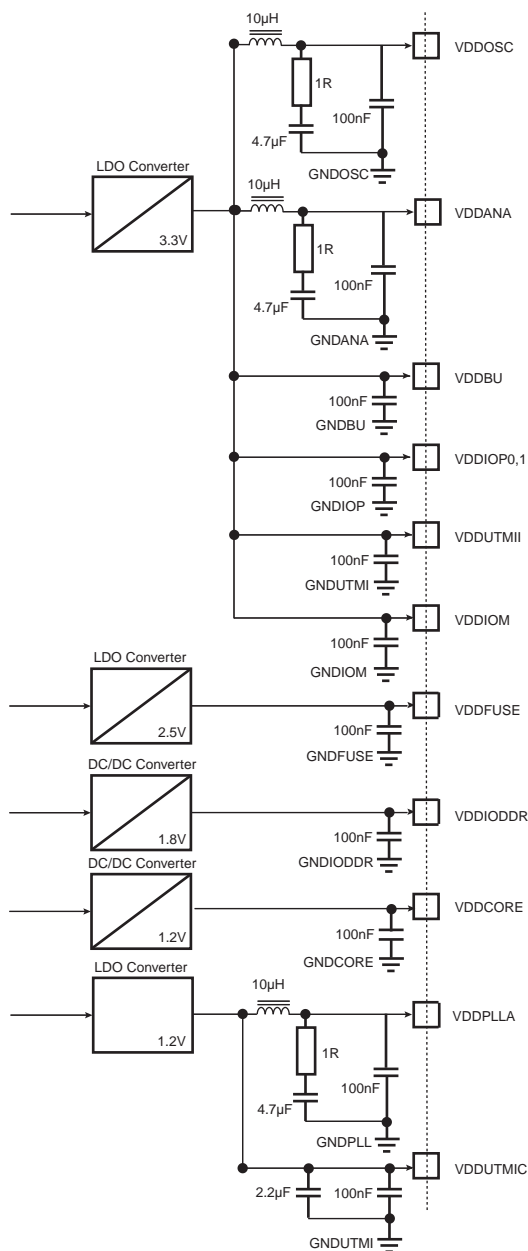 10µH
VDDOSC
1R
100nF
4.7µF
GNDOSC
LDO Converter
3.3V
10µH
VDDANA
1R
100nF
4.7µF
GNDANA
VDDBU
100nF
GNDBU
VDDIOP0,1
100nF
GNDIOP
VDDUTMII
100nF
GNDUTMI
VDDIOM
100nF
GNDIOM
LDO Converter
2.5V
VDDFUSE
100nF
GNDFUSE
DC/DC Converter
1.8V
VDDIODDR
100nF
GNDIODDR
DC/DC Converter
1.2V
VDDCORE
100nF
GNDCORE
LDO Converter
1.2V
10µH
VDDPLLA
1R
100nF
4.7µF
GNDPLL
VDDUTMIC
2.2µF
100nF
GNDUTMI